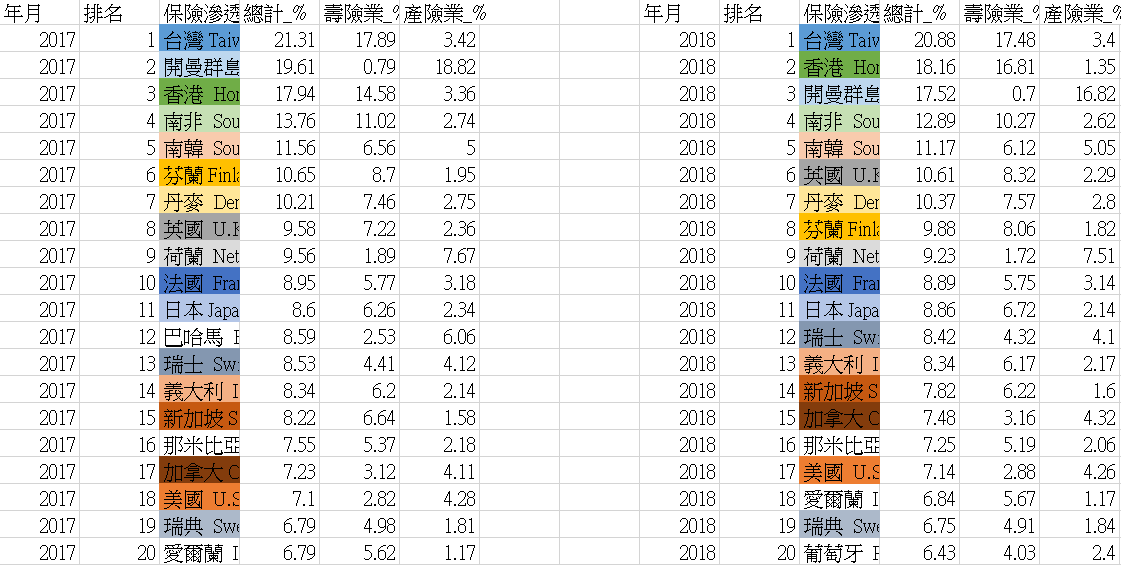 年月 排名 保險滲透 總計_% 壽險業_% 產險業_% 年月 排名 保險滲透 總計_% 壽險業_% 產險業_%
2017 1 台灣 Taiw 21.31 17.89 3.42 2018 1 台灣 Taiw 20.88 17.48 3.4
2017 2 開曼群島 19.61 0.79 18.82 2018 2 香港 Hon 18.16 16.81 1.35
2017 3 香港 Hon 17.94 14.58 3.36 2018 3 開曼群島 17.52 0.7 16.82
2017 4 南非 Sou 13.76 11.02 2.74 2018 4 南非 Sou 12.89 10.27 2.62
2017 5 南韓 Sou 11.56 6.56 5 2018 5 南韓 Sou 11.17 6.12 5.05
2017 6 芬蘭 Finla 10.65 8.7 1.95 2018 6 英國 U.K 10.61 8.32 2.29
2017 7 丹麥 Den 10.21 7.46 2.75 2018 7 丹麥 Den 10.37 7.57 2.8
2017 8 英國 U.K 9.58 7.22 2.36 2018 8 芬蘭 Finla 9.88 8.06 1.82
2017 9 荷蘭 Net 9.56 1.89 7.67 2018 9 荷蘭 Net 9.23 1.72 7.51
2017 10 法國 Fran 8.95 5.77 3.18 2018 10 法國 Fran 8.89 5.75 3.14
2017 11 日本 Japa 8.6 6.26 2.34 2018 11 日本 Japa 8.86 6.72 2.14
2017 12 巴哈馬 8.59 2.53 6.06 2018 12 瑞士 Swi 8.42 4.32 4.1
2017 13 瑞士 Swi 8.53 4.41 4.12 2018 13 義大利 I 8.34 6.17 2.17
2017 14 義大利 I 8.34 6.2 2.14 2018 14 新加坡 S 7.82 6.22 1.6
2017 15 新加坡 S 8.22 6.64 1.58 2018 15 加拿大 C 7.48 3.16 4.32
2017 16 那米比亞 7.55 5.37 2.18 2018 16 那米比亞 7.25 5.19 2.06
2017 17 加拿大 C 7.23 3.12 4.11 2018 17 美國 U.S 7.14 2.88 4.26
2017 18 美國 U.S 7.1 2.82 4.28 2018 18 愛爾蘭 I 6.84 5.67 1.17
2017 19 瑞典 Swe 6.79 4.98 1.81 2018 19 瑞典 Swe 6.75 4.91 1.84
2017 20 愛爾蘭 I 6.79 5.62 1.17 2018 20 葡萄牙 P 6.43 4.03 2.4